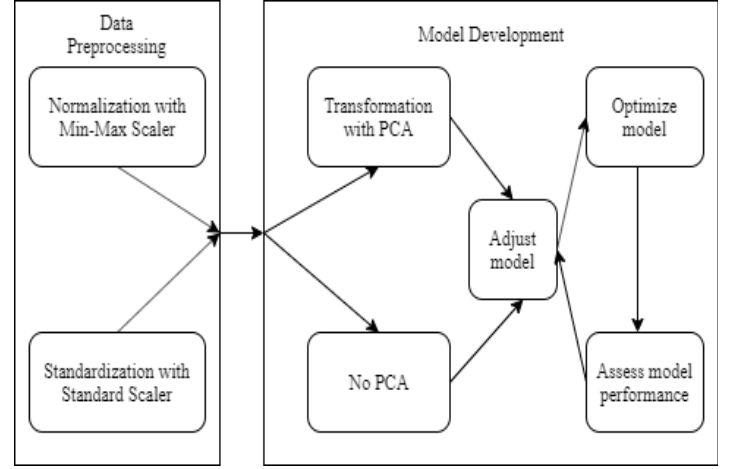 Data
Preprocessing
Normalization with
Min-Max Scaler
Standardization with
Standard Scaler
Model Development
Transformation
with PCA
No PCA
Adjust
model
Optimize
model
Assess model
performance